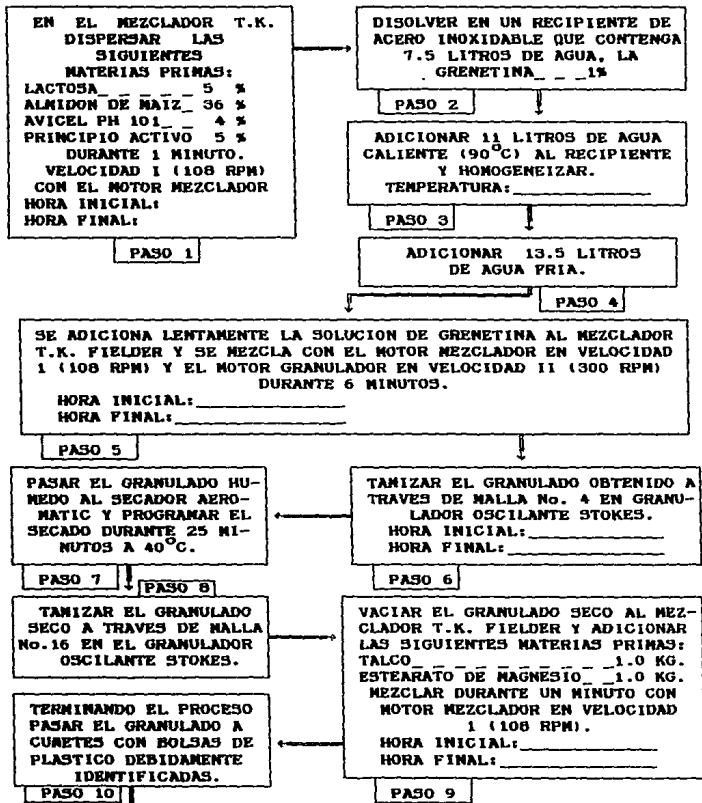 EN EL MEZCLADOR T.K.
DISPERSAR LAS
SIGUIENTES
MATERIAS PRIMAS:
LACTOSA_ _ _ _ _ 5 %
ALMIDON DE MAIZ_ 36 %
AVICEL PH 101_ _ 4 %
PRINCIPIO ACTIVO 5 %
DURANTE 1 MINUTO.
VELOCIDAD I (108 RPM)
CON EL MOTOR MEZCLADOR
HORA INICIAL:
HORA FINAL:
PASO 1
DISOLVER EN UN RECIPIENTE DE
ACERO INOXIDABLE QUE CONTENGA
7.5 LITROS DE AGUA, LA
GRENETINA_ _ _1%
PASO 2
ADICIONAR 11 LITROS DE AGUA
CALIENTE (90°C) AL RECIPIENTE
Y HOMOGENEIZAR.
TEMPERATURA:______________
PASO 3
ADICIONAR 13.5 LITROS
DE AGUA FRIA.
PASO 4
SE ADICIONA LENTAMENTE LA SOLUCION DE GRENETINA AL MEZCLADOR
T.K. FIELDER Y SE MEZCLA CON EL MOTOR MEZCLADOR EN VELOCIDAD
1 (108 RPM) Y EL MOTOR GRANULADOR EN VELOCIDAD II (300 RPM)
DURANTE 6 MINUTOS.
HORA INICIAL:______________
HORA FINAL:________________
PASO 5
TAMIZAR EL GRANULADO OBTENIDO A
TRAVES DE MALLA No. 4 EN GRANU-
LADOR OSCILANTE STOKES.
HORA INICIAL:______________
HORA FINAL:________________
PASO 6
PASAR EL GRANULADO HU-
MEDO AL SECADOR AERO-
MATIC Y PROGRAMAR EL
SECADO DURANTE 25 MI-
NUTOS A 40°C.
PASO 7
PASO 8
TAMIZAR EL GRANULADO
SECO A TRAVES DE MALLA
No.16 EN EL GRANULADOR
OSCILANTE STOKES.
VACIAR EL GRANULADO SECO AL MEZ-
CLADOR T.K. FIELDER Y ADICIONAR
LAS SIGUIENTES MATERIAS PRIMAS:
TALCO_ _ _ _ _ _ _ _ _ _1.0 KG.
ESTEARATO DE MAGNESIO_ _1.0 KG.
MEZCLAR DURANTE UN MINUTO CON
MOTOR MEZCLADOR EN VELOCIDAD
1 (108 RPM).
HORA INICIAL:______________
HORA FINAL:________________
PASO 9
TERMINANDO EL PROCESO
PASAR EL GRANULADO A
CUÑETES CON BOLSAS DE
PLASTICO DEBIDAMENTE
IDENTIFICADAS.
PASO 10